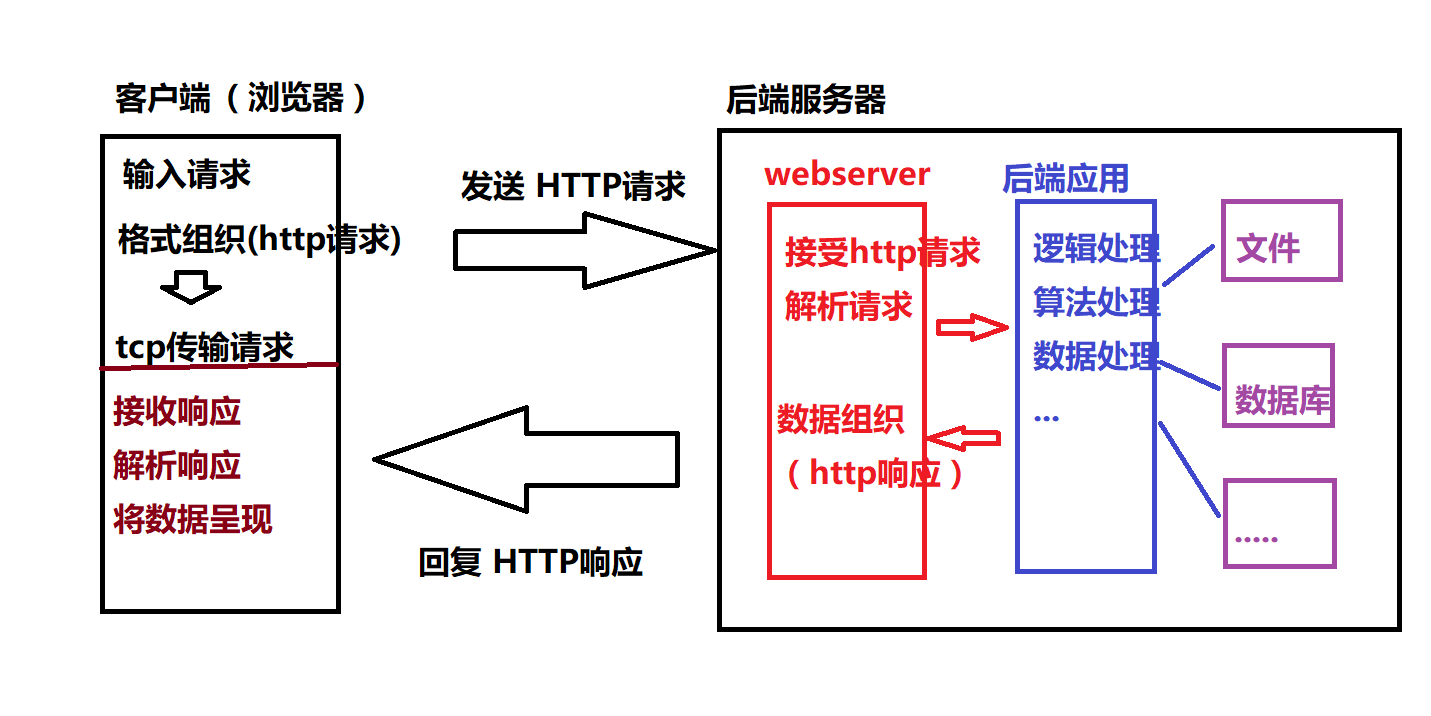 客户端（浏览器）
输入请求
格式组织(http请求)
tcp传输请求
接收响应
解析响应
将数据呈现
发送 HTTP请求
回复 HTTP响应
后端服务器
webserver
接受http请求
解析请求
数据组织
（http响应）
后端应用
逻辑处理
算法处理
数据处理
...
文件
数据库
.....